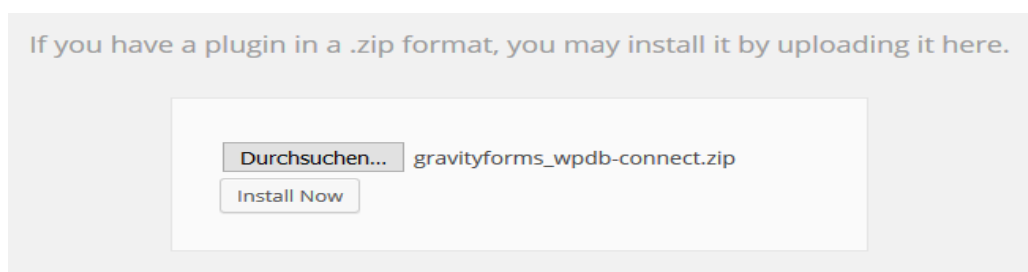 If you have a plugin in a .zip format, you may install it by uploading it here.
Durchsuchen... gravityforms_wpdb-connect.zip
Install Now